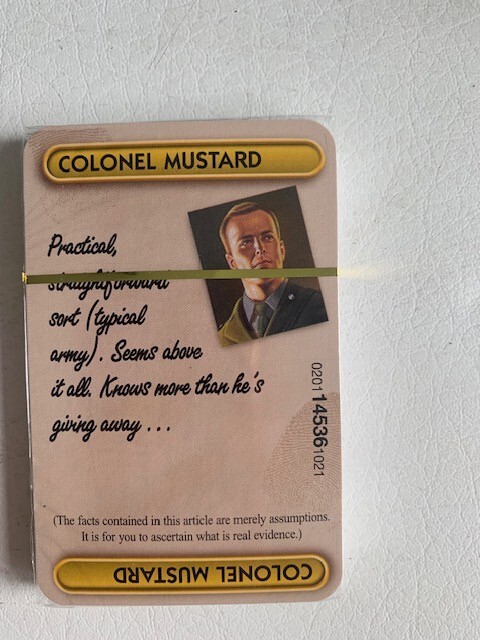 COLONEL MUSTARD
Practical,
straightforward
sort (typical
army). Seems above
it all. Knows more than he's
giving away ...
0201145361021
(The facts contained in this article are merely assumptions.
It is for you to ascertain what is real evidence.)
COLONEL MUSTARD